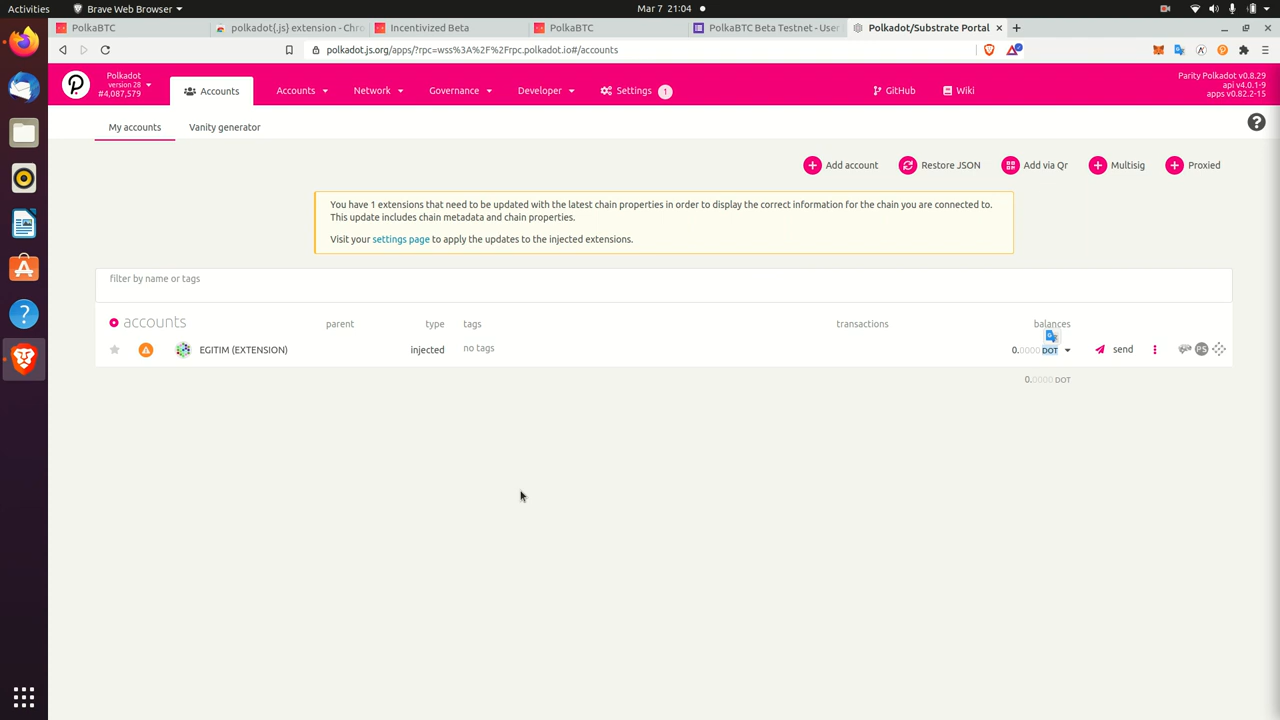 Activities
Brave Web Browser
Mar 7 21:04
PolkaBTC
polkadot{.js} extension - Chro
Incentivized Beta
PolkaBTC
PolkaBTC Beta Testnet - User
Polkadot/Substrate Portal
polkadot.js.org/apps/?rpc=wss%3A%2F%2Frpc.polkadot.io#/accounts
Polkadot
version 28
#4,087,579
Accounts
Accounts
Network
Governance
Developer
Settings
1
GitHub
Wiki
Parity Polkadot v0.8.29
api v4.0.1-9
apps v0.82.2-15
My accounts
Vanity generator
Add account
Restore JSON
Add via Qr
Multisig
Proxied
You have 1 extensions that need to be updated with the latest chain properties in order to display the correct information for the chain you are connected to.
This update includes chain metadata and chain properties.
Visit your settings page to apply the updates to the injected extensions.
filter by name or tags
accounts
parent
type
tags
transactions
balances
EGITIM (EXTENSION)
injected
no tags
0.0000 DOT
send
PS
0.0000 DOT